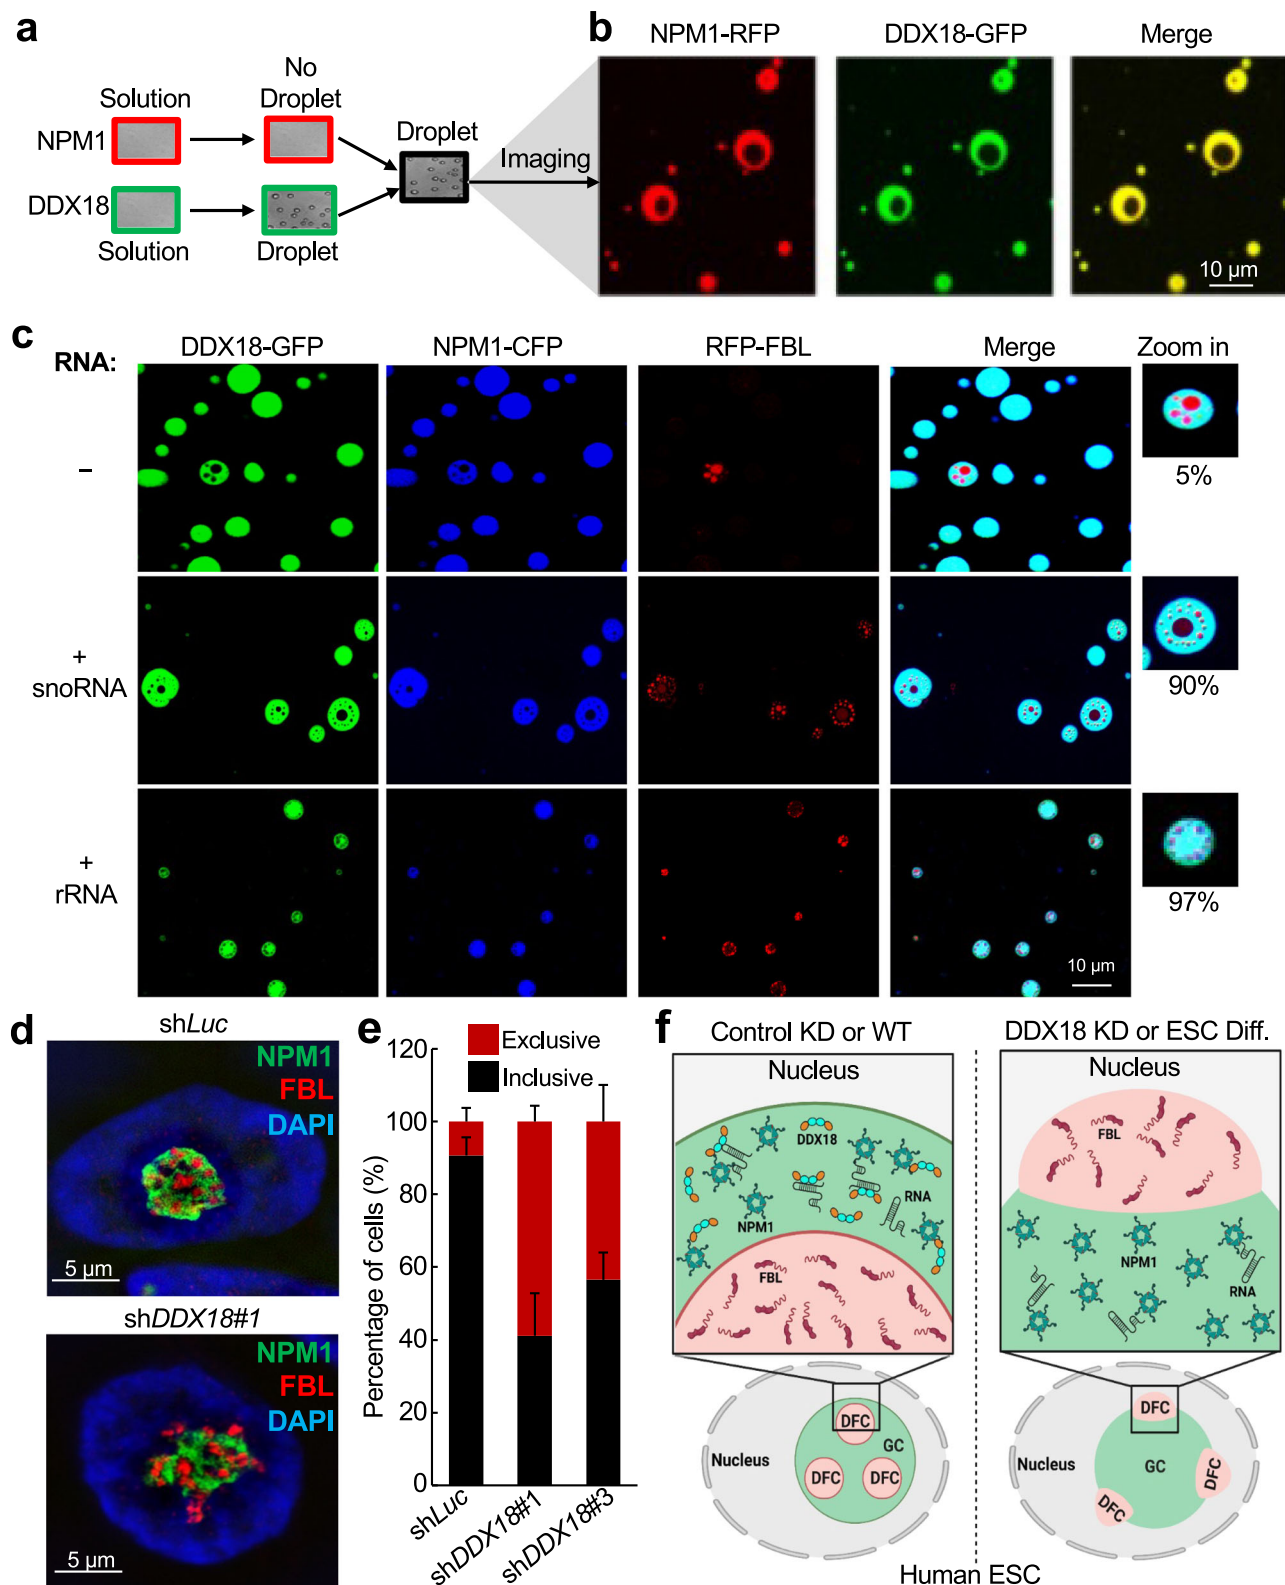 a
Solution
No
Droplet
NPM1
Droplet
Imaging
DDX18
Solution
Droplet
b
NPM1-RFP DDX18-GFP Merge
10 µm
c
DDX18-GFP NPM1-CFP RFP-FBL Merge Zoom in
RNA:
–
5%
+
snoRNA
90%
+
rRNA
97%
10 µm
d
shLuc
NPM1
FBL
DAPI
5 µm
shDDX18#1
NPM1
FBL
DAPI
5 µm
e
Exclusive
Inclusive
Percentage of cells (%)
120
100
80
60
40
20
0
shLuc
shDDX18#1
shDDX18#3
f
Control KD or WT
Nucleus
DDX18
RNA
NPM1
FBL
DFC
GC
Nucleus
DFC DFC
DDX18 KD or ESC Diff.
Nucleus
FBL
NPM1
RNA
DFC
Nucleus
GC
DFC
DFC
Human ESC